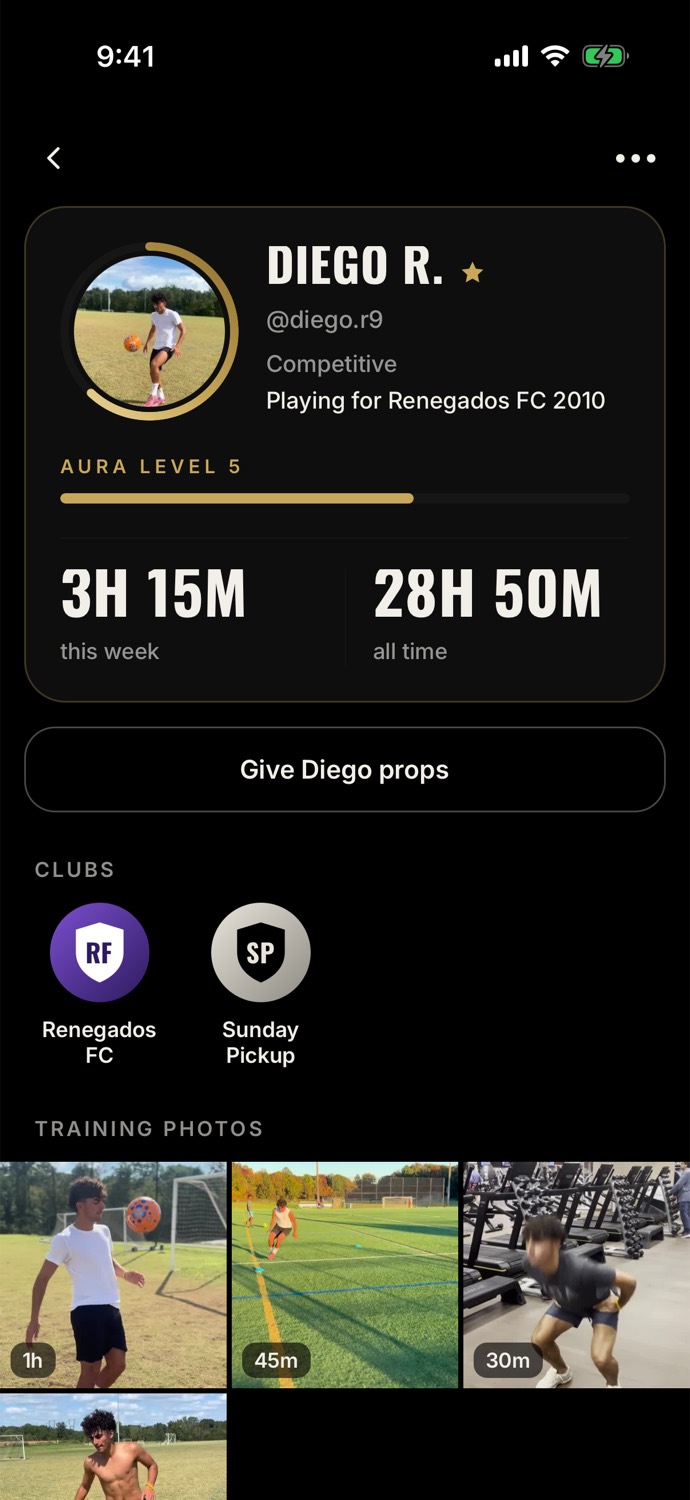 9:41
DIEGO R.
@diego.r9
Competitive
Playing for Renegados FC 2010
AURA LEVEL 5
3H 15M
28H 50M
this week
all time
Give Diego props
CLUBS
RF
SP
Renegados
FC
Sunday
Pickup
TRAINING PHOTOS
1h
45m
30m